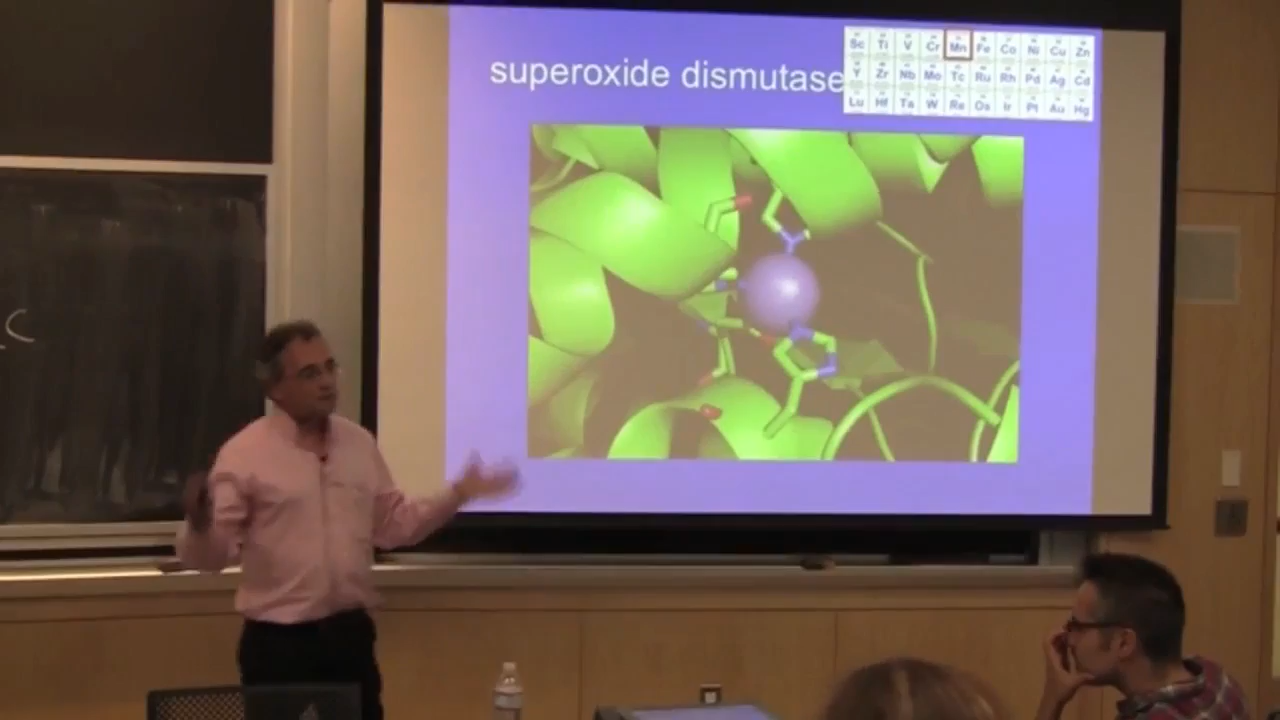 superoxide dismutase
Sc Ti V Cr Mn Fe Co Ni Cu Zn
Y Zr Nb Mo Tc Ru Rh Pd Ag Cd
Lu Hf Ta W Re Os Ir Pt Au Hg
C